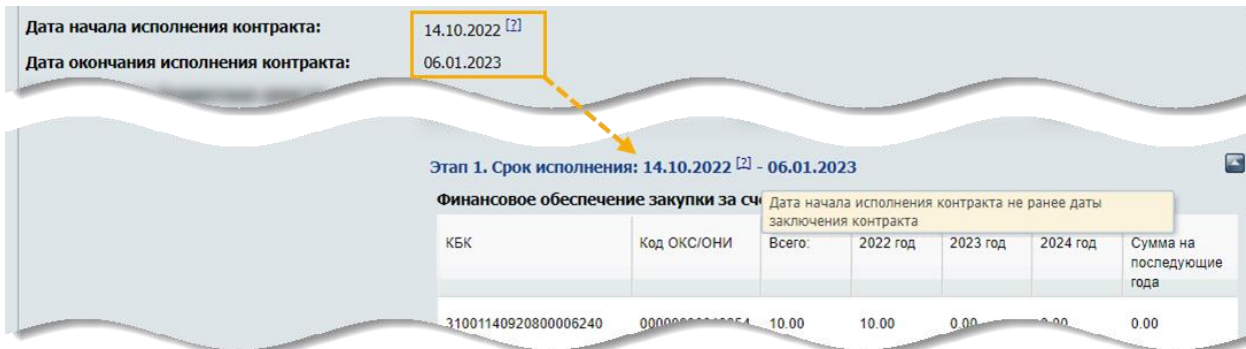 Дата начала исполнения контракта: 14.10.2022 [?]
Дата окончания исполнения контракта: 06.01.2023
Этап 1. Срок исполнения: 14.10.2022 [?] - 06.01.2023
Финансовое обеспечение закупки за
Дата начала исполнения контракта не ранее даты
заключения контракта
КБК Код ОКС/ОНИ Всего: 2022 год 2023 год 2024 год Сумма на
последующие
года
31001140920800006240 10.00 10.00 0.00 0.00